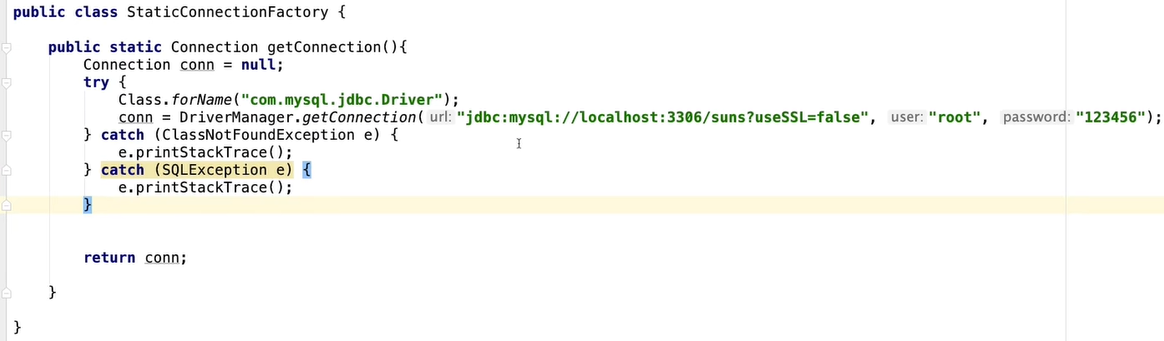 public class StaticConnectionFactory {
public static Connection getConnection(){
Connection conn = null;
try {
Class.forName("com.mysql.jdbc.Driver");
conn = DriverManager.getConnection( url: "jdbc:mysql://localhost:3306/suns?useSSL=false", user: "root", password: "123456");
} catch (ClassNotFoundException e) {
e.printStackTrace();
} catch (SQLException e) {
e.printStackTrace();
}
return conn;
}
}